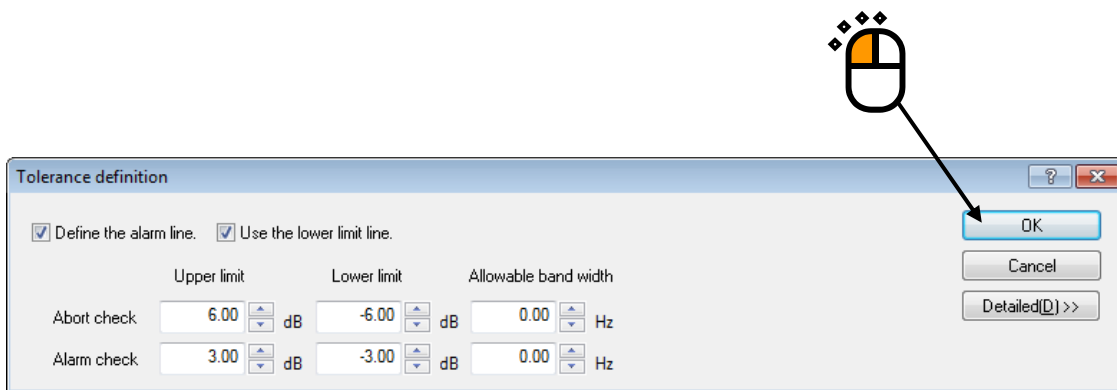 Tolerance definition
Define the alarm line. Use the lower limit line.
OK
Upper limit Lower limit Allowable band width
Cancel
Abort check 6.00 dB -6.00 dB 0.00 Hz
Detailed(D) >>
Alarm check 3.00 dB -3.00 dB 0.00 Hz